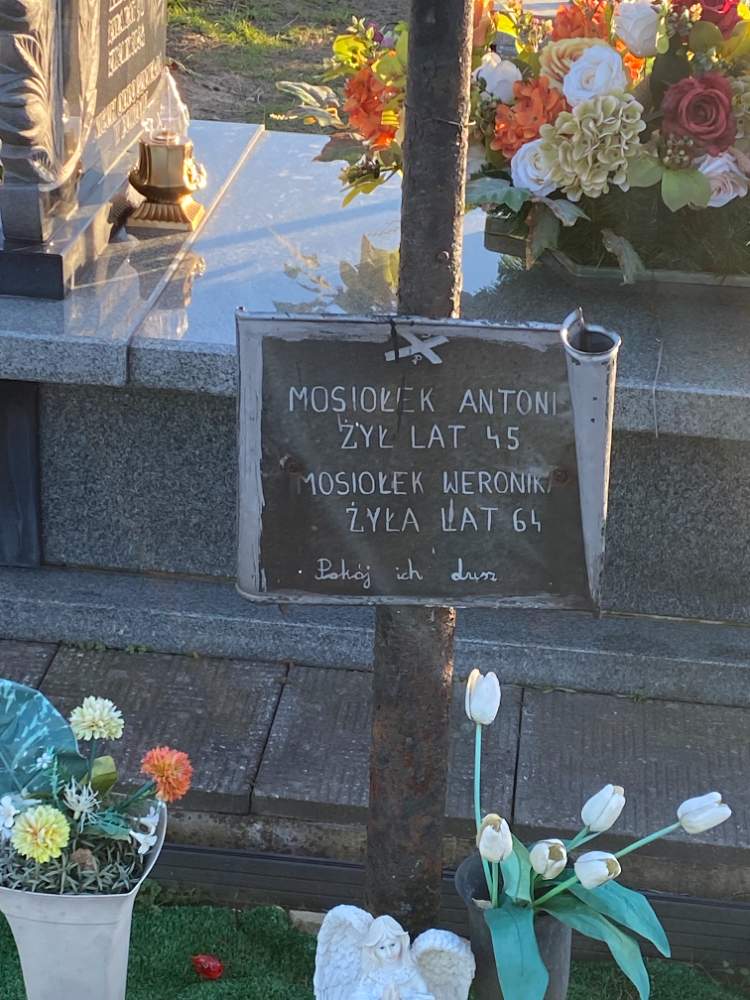 MOSIOŁEK ANTONI
ŻYŁ LAT 45
MOSIOŁEK WERONIKA
ŻYŁA LAT 64
Pokój ich dusz